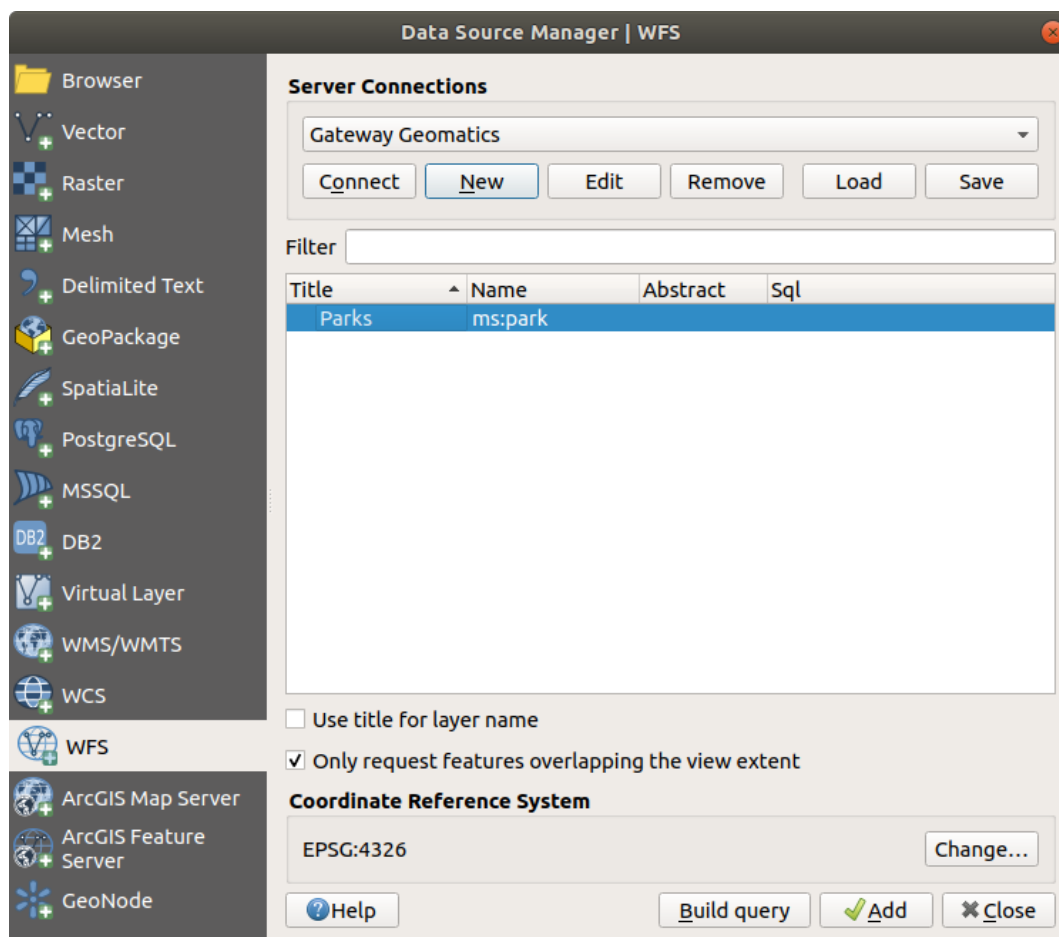 Data Source Manager | WFS
Browser
Vector
Raster
Mesh
Delimited Text
GeoPackage
SpatiaLite
PostgreSQL
MSSQL
DB2
DB2
Virtual Layer
WMS/WMTS
WCS
WFS
ArcGIS Map Server
ArcGIS Feature
Server
GeoNode
Server Connections
Gateway Geomatics
Connect New Edit Remove Load Save
Filter
Title Name Abstract Sql
Parks ms:park
Use title for layer name
Only request features overlapping the view extent
Coordinate Reference System
EPSG:4326 Change...
Help Build query Add Close